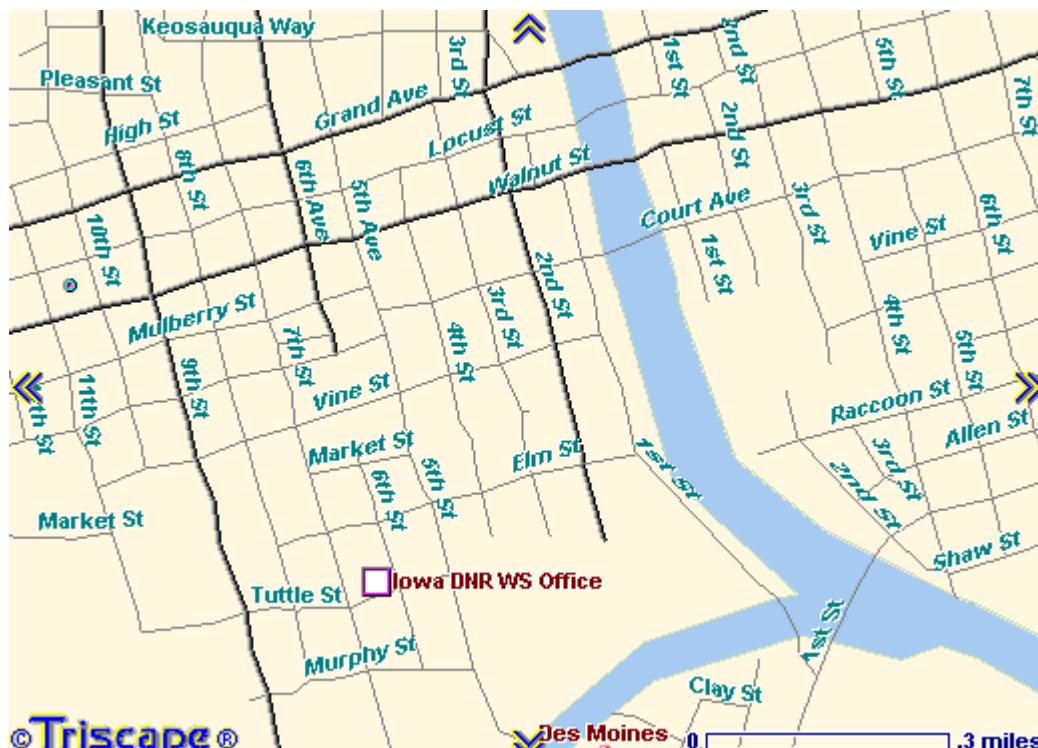 Keosauqua Way
3rd St
1st St
2nd St
5th St
7th St
Pleasant St
Grand Ave
High St
Locust St
2nd St
8th St
Walnut St
6th Ave
5th Ave
Court Ave
3rd St
10th St
1st St
Vine St
6th St
2nd St
Mulberry St
3rd St
4th St
7th St
4th St
5th St
9th St
11th St
Vine St
Raccoon St
Allen St
Market St
Elm St
1st St
3rd St
2nd St
6th St
5th St
Market St
Shaw St
Iowa DNR WS Office
Tuttle St
1st St
Murphy St
Clay St
©Triscape®
Des Moines
0 .3 miles